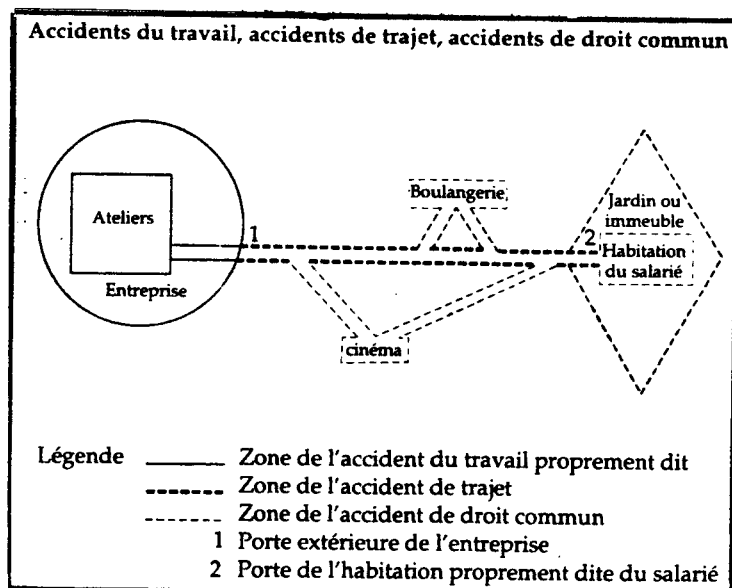 Accidents du travail, accidents de trajet, accidents de droit commun
Boulangerie
Ateliers
1
2
Jardin ou
immeuble
Habitation
du salarié
Entreprise
cinéma
Légende
Zone de l'accident du travail proprement dit
Zone de l'accident de trajet
Zone de l'accident de droit commun
1 Porte extérieure de l'entreprise
2 Porte de l'habitation proprement dite du salarié